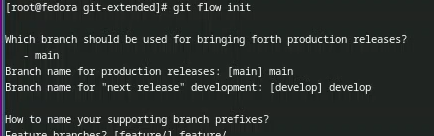 [root@fedora git-extended]# git flow init
Which branch should be used for bringing forth production releases?
- main
Branch name for production releases: [main] main
Branch name for "next release" development: [develop] develop
How to name your supporting branch prefixes?
Feature branches? [feature/] feature/